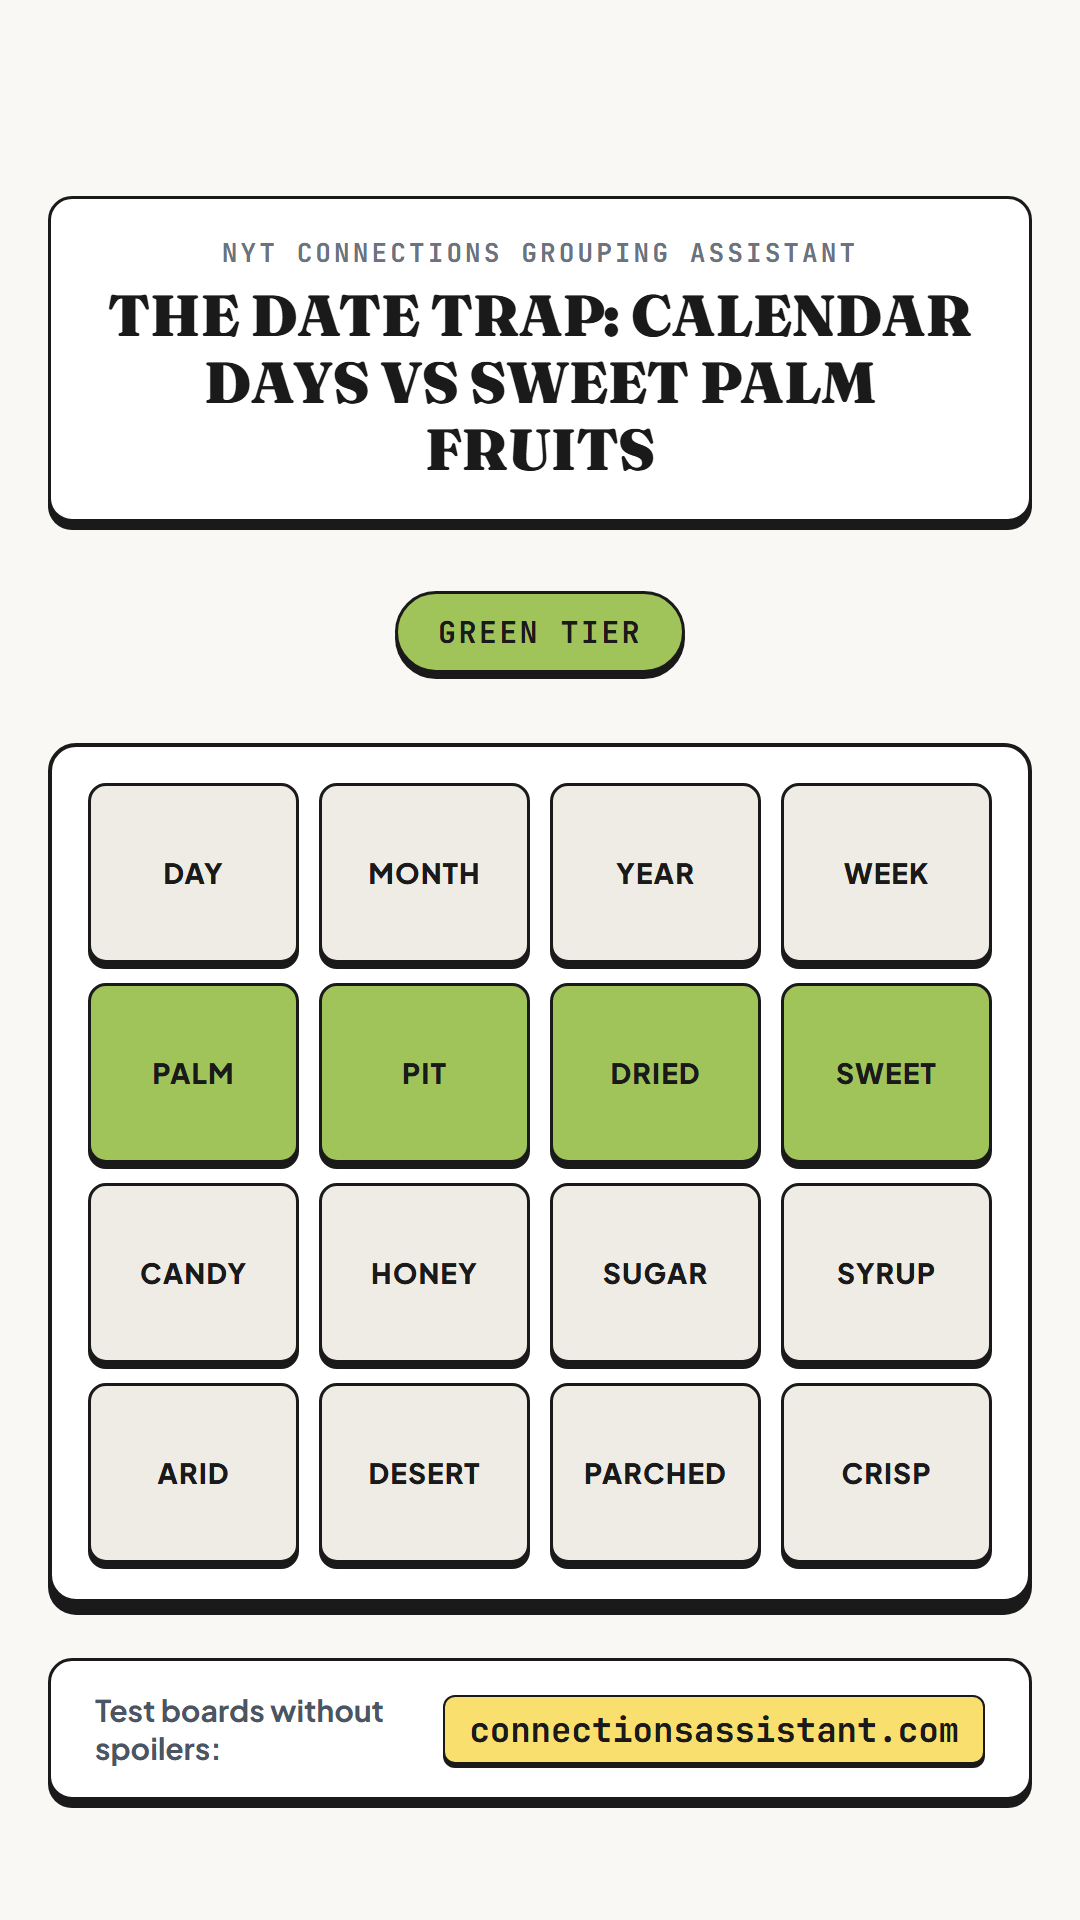 NYT CONNECTIONS GROUPING ASSISTANT
THE DATE TRAP: CALENDAR
DAYS VS SWEET PALM
FRUITS
GREEN TIER
DAY MONTH YEAR WEEK
PALM PIT DRIED SWEET
CANDY HONEY SUGAR SYRUP
ARID DESERT PARCHED CRISP
Test boards without
spoilers:
connectionsassistant.com